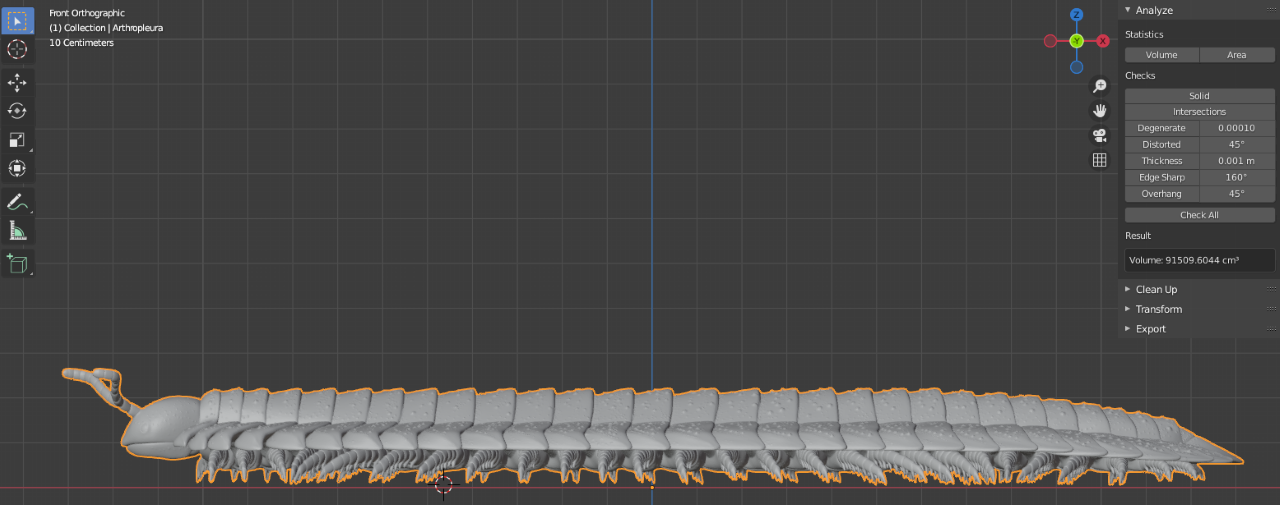 Front Orthographic
(1) Collection | Arthropleura
10 Centimeters
Z
Y
X
Analyze
Statistics
Volume Area
Checks
Solid
Intersections
Degenerate 0.00010
Distorted 45°
Thickness 0.001 m
Edge Sharp 160°
Overhang 45°
Check All
Result
Volume: 91509.6044 cm³
Clean Up
Transform
Export